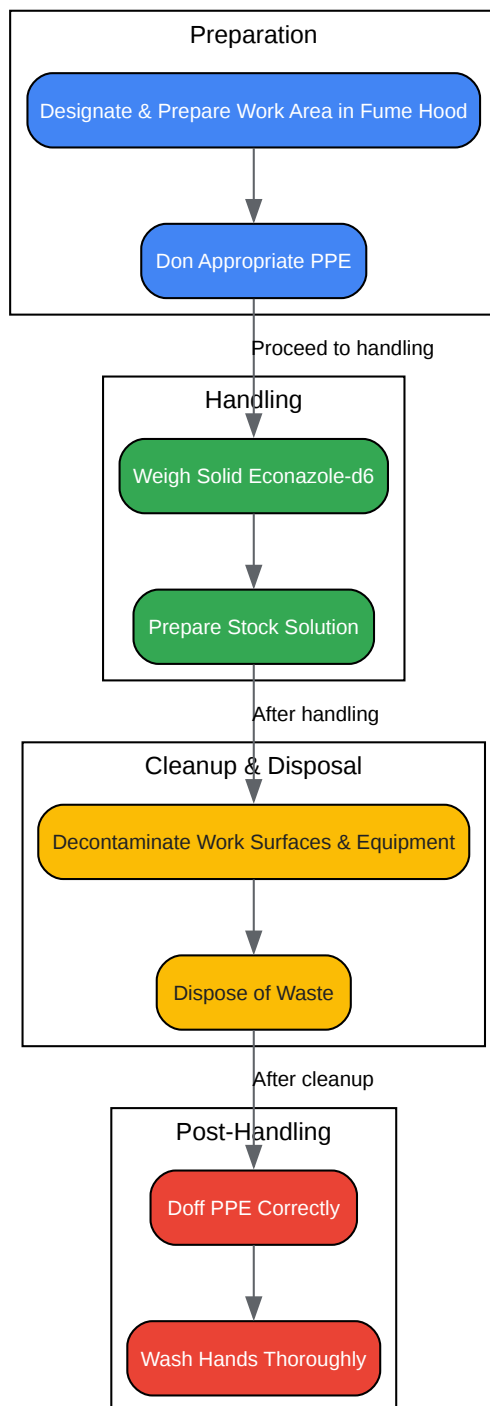 Preparation
Designate & Prepare Work Area in Fume Hood
Don Appropriate PPE
Proceed to handling
Handling
Weigh Solid Econazole-d6
Prepare Stock Solution
After handling
Cleanup & Disposal
Decontaminate Work Surfaces & Equipment
Dispose of Waste
After cleanup
Post-Handling
Doff PPE Correctly
Wash Hands Thoroughly